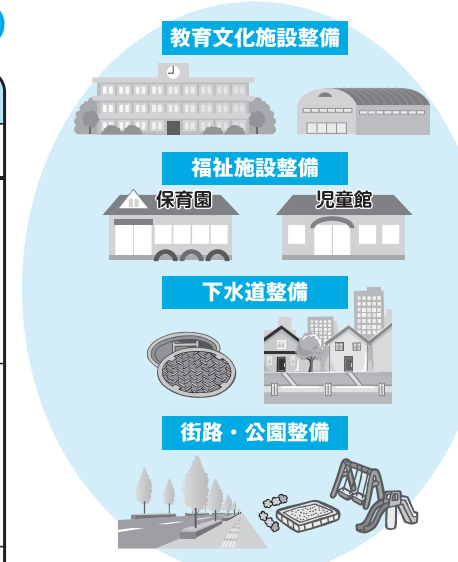 教育文化施設整備
福祉施設整備
保育園
児童館
下水道整備
街路・公園整備